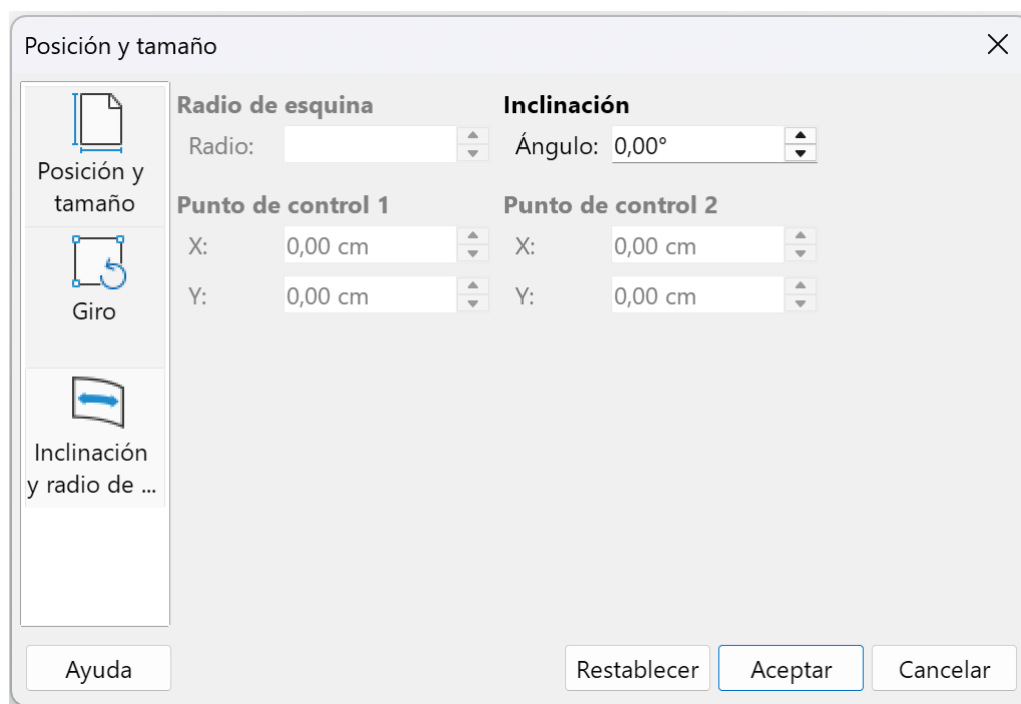 Posición y tamaño
Posición y
tamaño
Giro
Inclinación
y radio de ...
Radio de esquina
Radio:
Inclinación
Ángulo: 0,00°
Punto de control 1
X: 0,00 cm
Y: 0,00 cm
Punto de control 2
X: 0,00 cm
Y: 0,00 cm
Ayuda
Restablecer
Aceptar
Cancelar